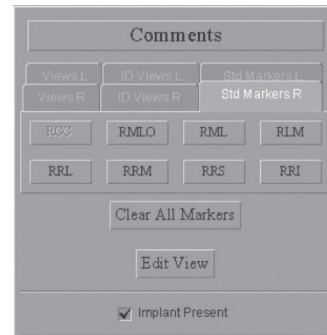 Comments
Views L ID Views L Std Markers L
Views R ID Views R Std Markers R
RCC RMLO RML RLM
RRL RRM RRS RRI
Clear All Markers
Edit View
Implant Present